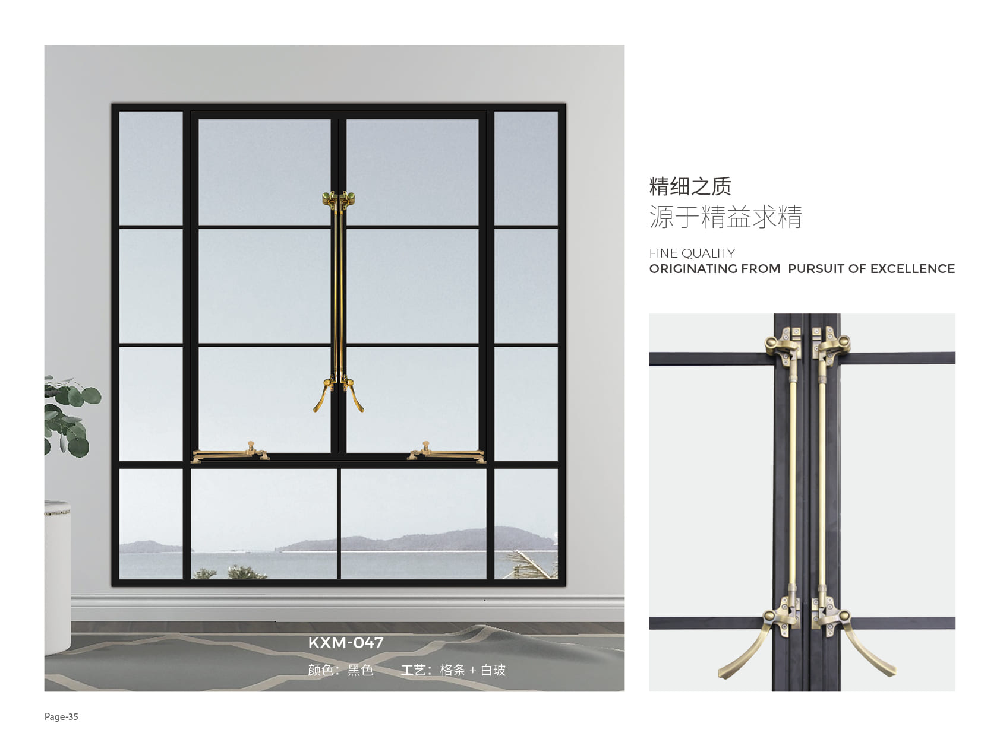 精细之质
源于精益求精
FINE QUALITY
ORIGINATING FROM PURSUIT OF EXCELLENCE
KXM-047
颜色：黑色 工艺：格条 + 白玻
Page-35